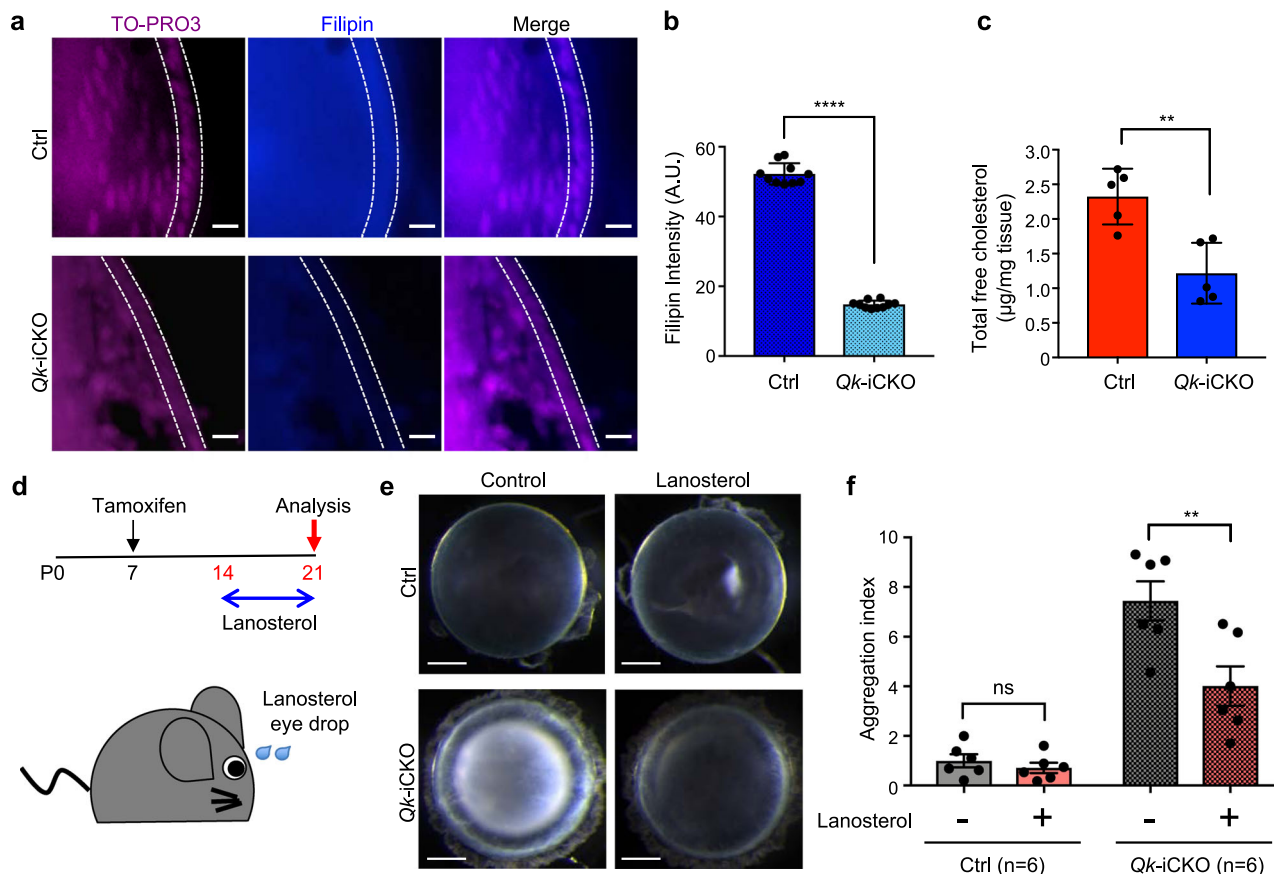 a
TO-PRO3
Filipin
Merge
Ctrl
Qk-iCKO
b
****
Filipin Intensity (A.U.)
60
40
20
0
Ctrl
Qk-iCKO
c
**
Total free cholesterol
(µg/mg tissue)
3.0
2.5
2.0
1.5
1.0
0.5
0
Ctrl
Qk-iCKO
d
Tamoxifen
Analysis
P0
7
14
21
Lanosterol
Lanosterol
eye drop
e
Control
Lanosterol
Ctrl
Qk-iCKO
f
Aggregation index
10
8
6
4
2
0
ns
**
Lanosterol
- + - +
Ctrl (n=6)
Qk-iCKO (n=6)